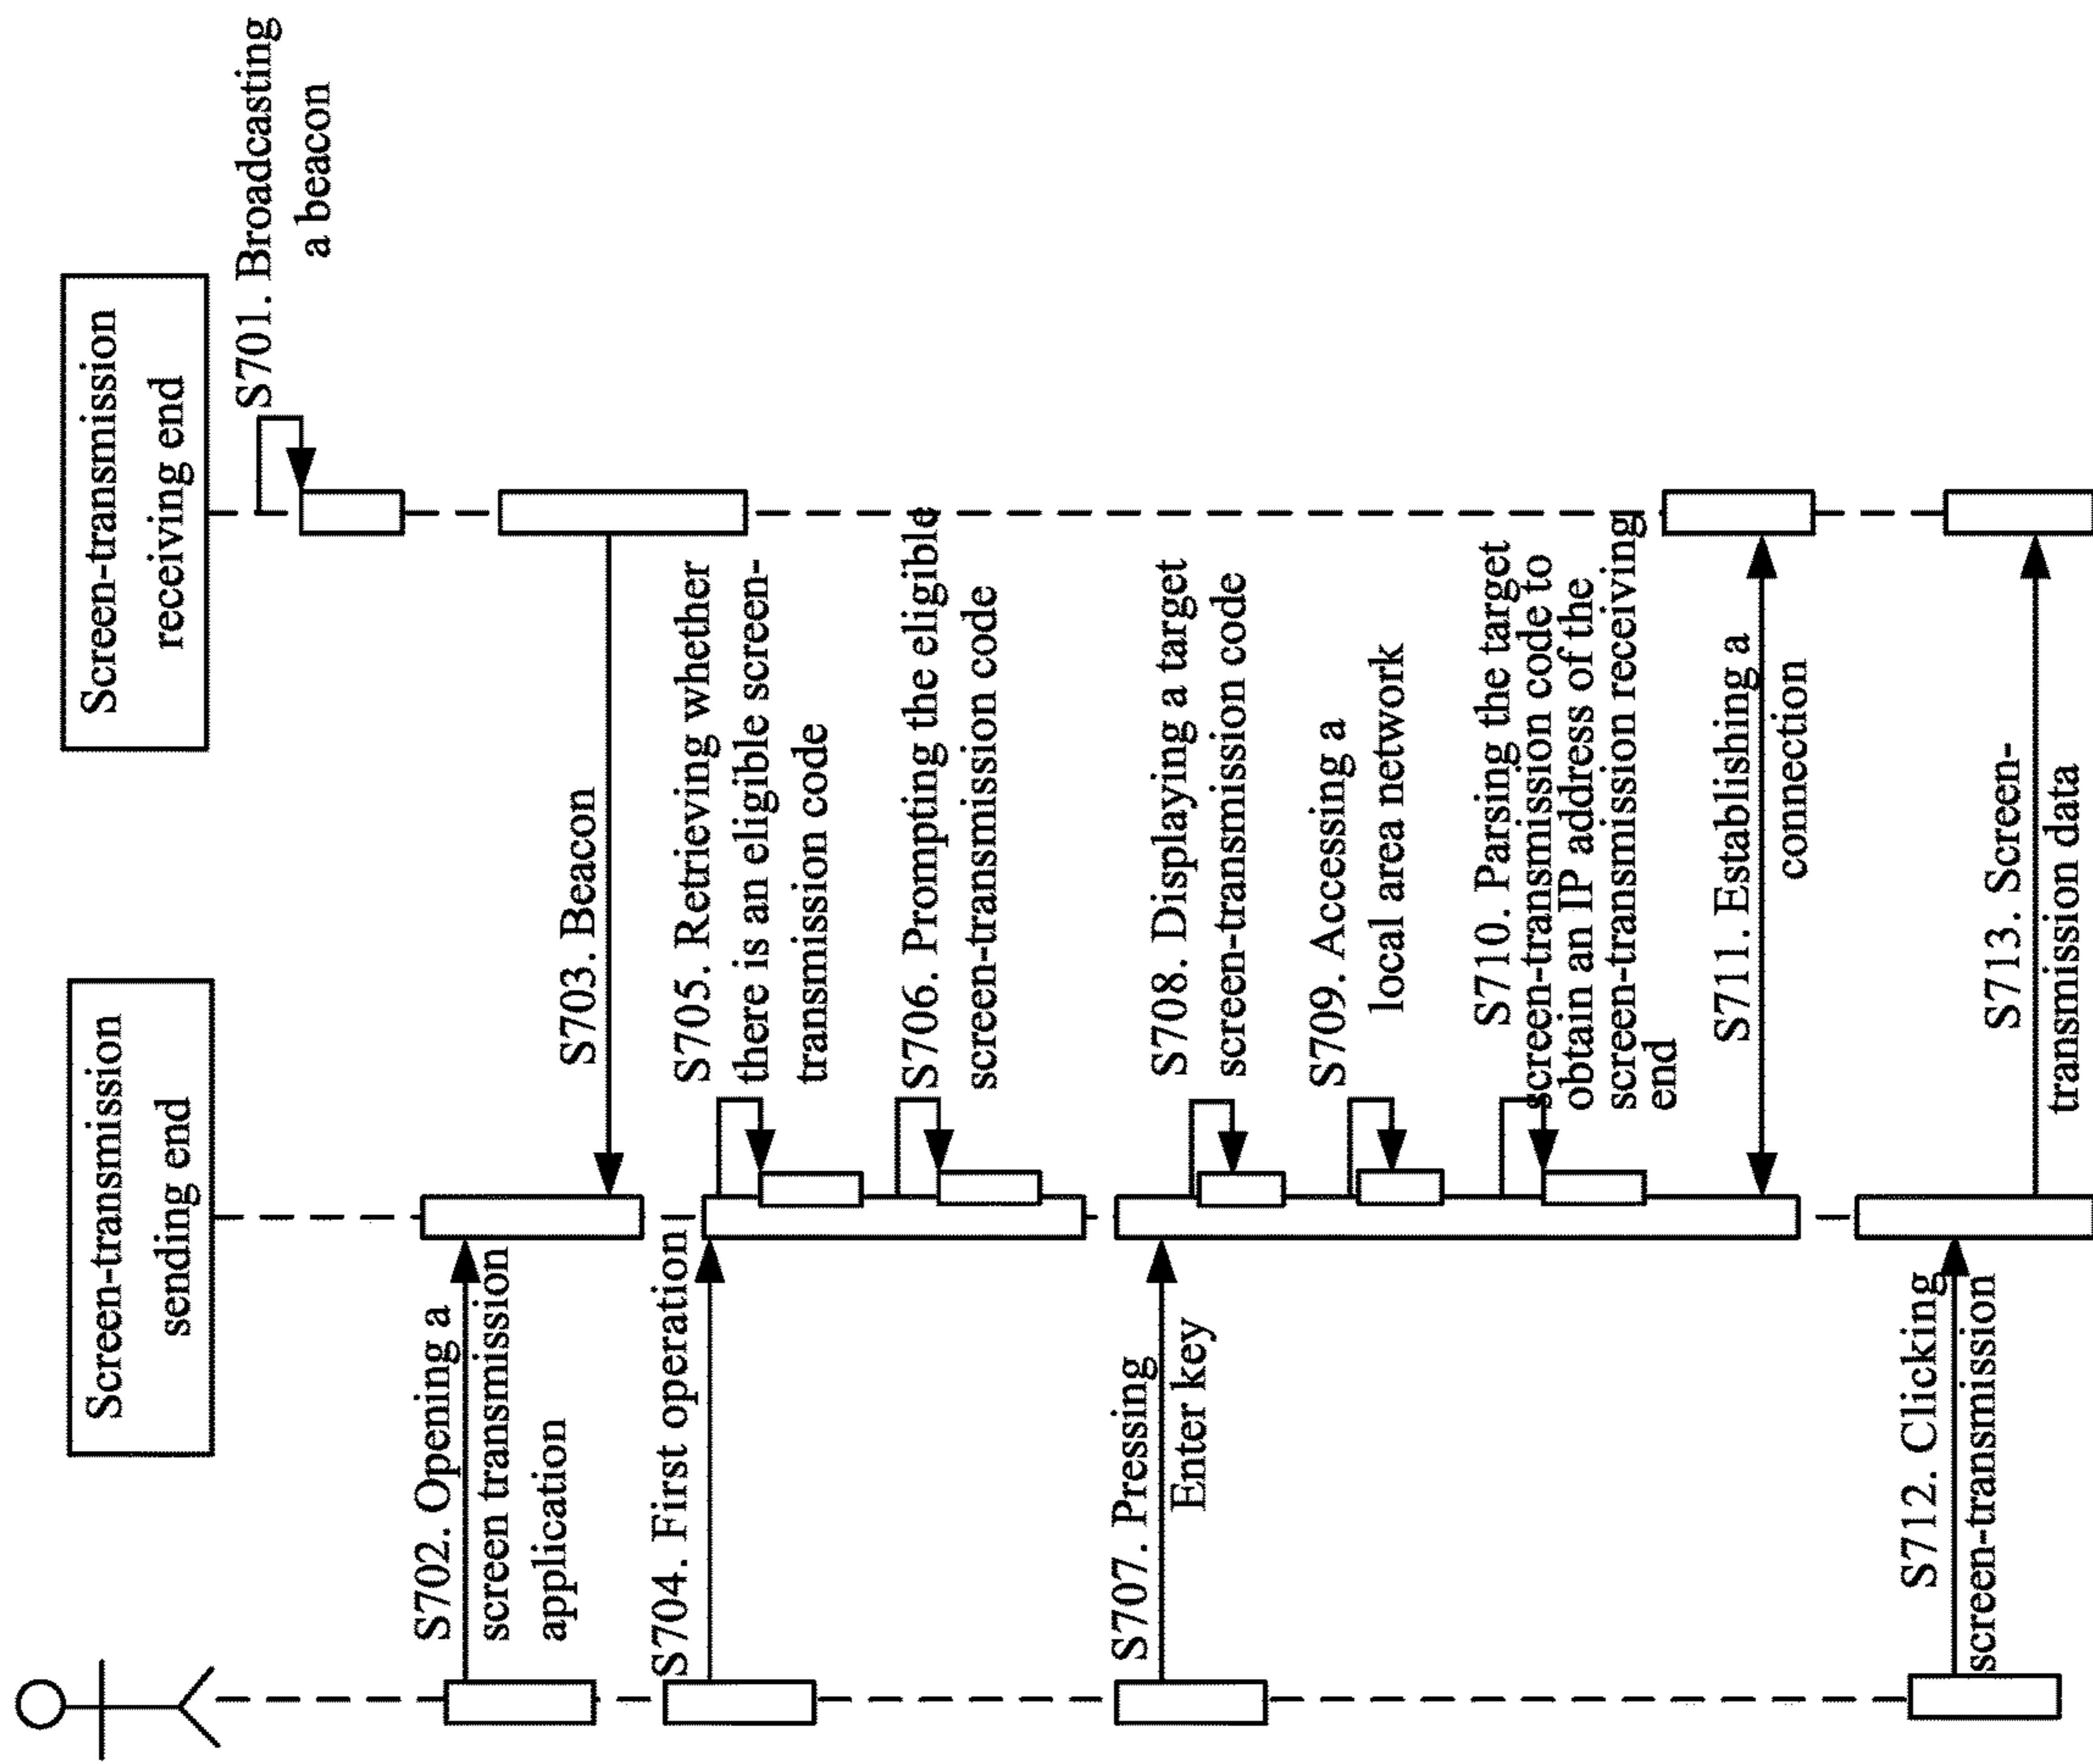 Screen-transmission
sending end
Screen-transmission
receiving end
S701. Broadcasting
a beacon
S702. Opening a
screen transmission
application
S703. Beacon
S704. First operation
S705. Retrieving whether
there is an eligible screen-
transmission code
S706. Prompting the eligible
screen-transmission code
S707. Pressing
Enter key
S708. Displaying a target
screen-transmission code
S709. Accessing a
local area network
S710. Parsing the target
screen-transmission code to
obtain an IP address of the
screen-transmission receiving
end
S711. Establishing a
connection
S712. Clicking
screen-transmission
S713. Screen-
transmission data